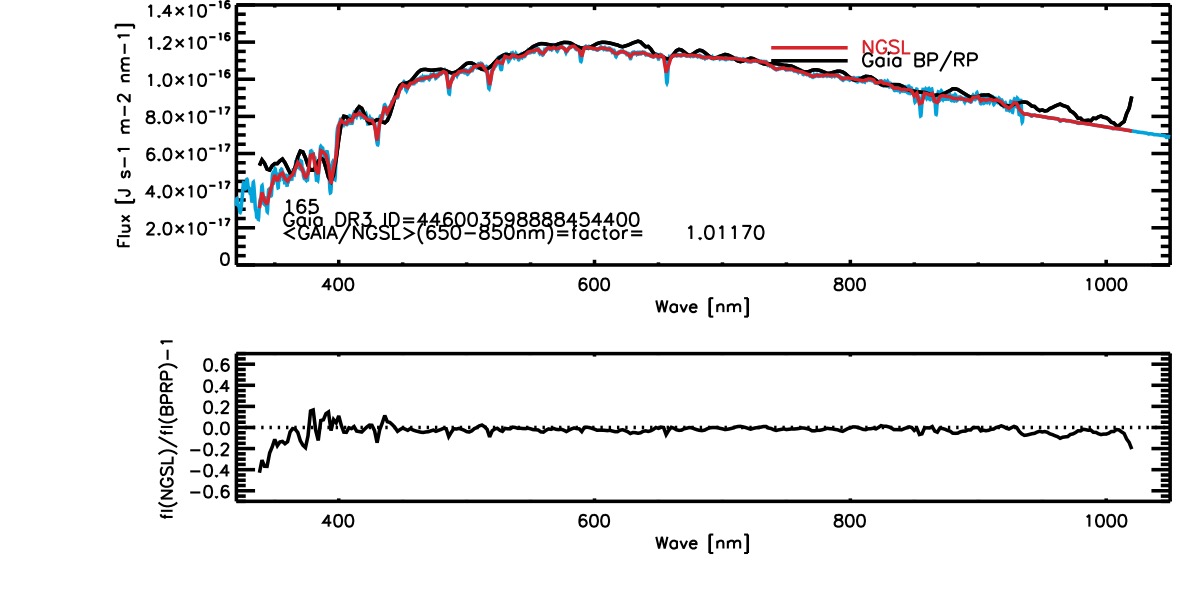 1.4×10−16
1.2×10−16
1.0×10−16
8.0×10−17
6.0×10−17
4.0×10−17
2.0×10−17
0
Flux [J s−1 m−2 nm−1]
NGSL
Gaia BP/RP
165
Gaia DR3 ID=446003598888454400
<GAIA/NGSL>(650−850nm)=factor= 1.01170
400 600 800 1000
Wave [nm]
fl(NGSL)/fl(BPRP)−1
0.6
0.4
0.2
0.0
−0.2
−0.4
−0.6
400 600 800 1000
Wave [nm]